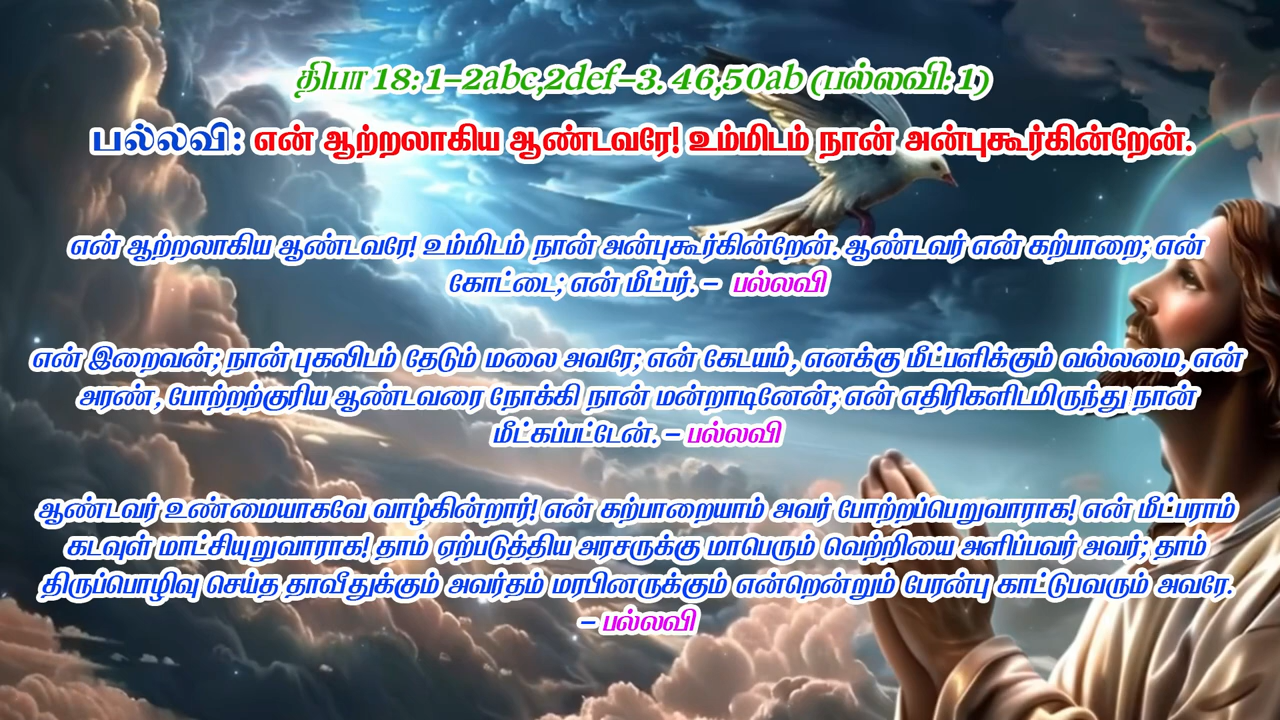 திபா 18: 1-2abc,2def-3. 46,50ab (பல்லவி: 1)
பல்லவி: என் ஆற்றலாகிய ஆண்டவரே! உம்மிடம் நான் அன்புகூர்கின்றேன்.
என் ஆற்றலாகிய ஆண்டவரே! உம்மிடம் நான் அன்புகூர்கின்றேன். ஆண்டவர் என் கற்பாறை; என்
கோட்டை; என் மீட்பர். – பல்லவி
என் இறைவன்; நான் புகலிடம் தேடும் மலை அவரே; என் கேடயம், எனக்கு மீட்பளிக்கும் வல்லமை, என்
அரண், போற்றற்குரிய ஆண்டவரை நோக்கி நான் மன்றாடினேன்; என் எதிரிகளிடமிருந்து நான்
மீட்கப்பட்டேன். – பல்லவி
ஆண்டவர் உண்மையாகவே வாழ்கின்றார்! என் கற்பாறையாம் அவர் போற்றப்பெறுவாராக! என் மீட்பராம்
கடவுள் மாட்சியுறுவாராக! தாம் ஏற்படுத்திய அரசருக்கு மாபெரும் வெற்றியை அளிப்பவர் அவர்; தாம்
திருப்பொழிவு செய்த தாவீதுக்கும் அவர்தம் மரபினருக்கும் என்றென்றும் பேரன்பு காட்டுபவரும் அவரே.
– பல்லவி